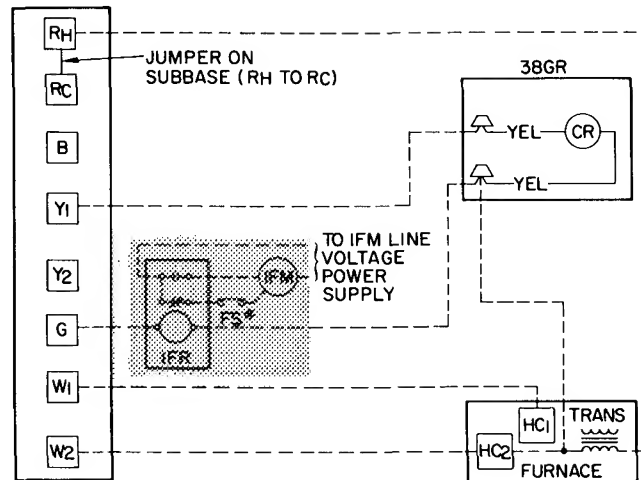 RH
JUMPER ON
SUBBASE (RH TO RC)
RC
38GR
B
YEL
CR
YEL
Y1
TO IFM LINE
VOLTAGE
POWER
SUPPLY
IFM
Y2
FS*
G
IFR
W1
HC1
TRANS
W2
HC2
FURNACE